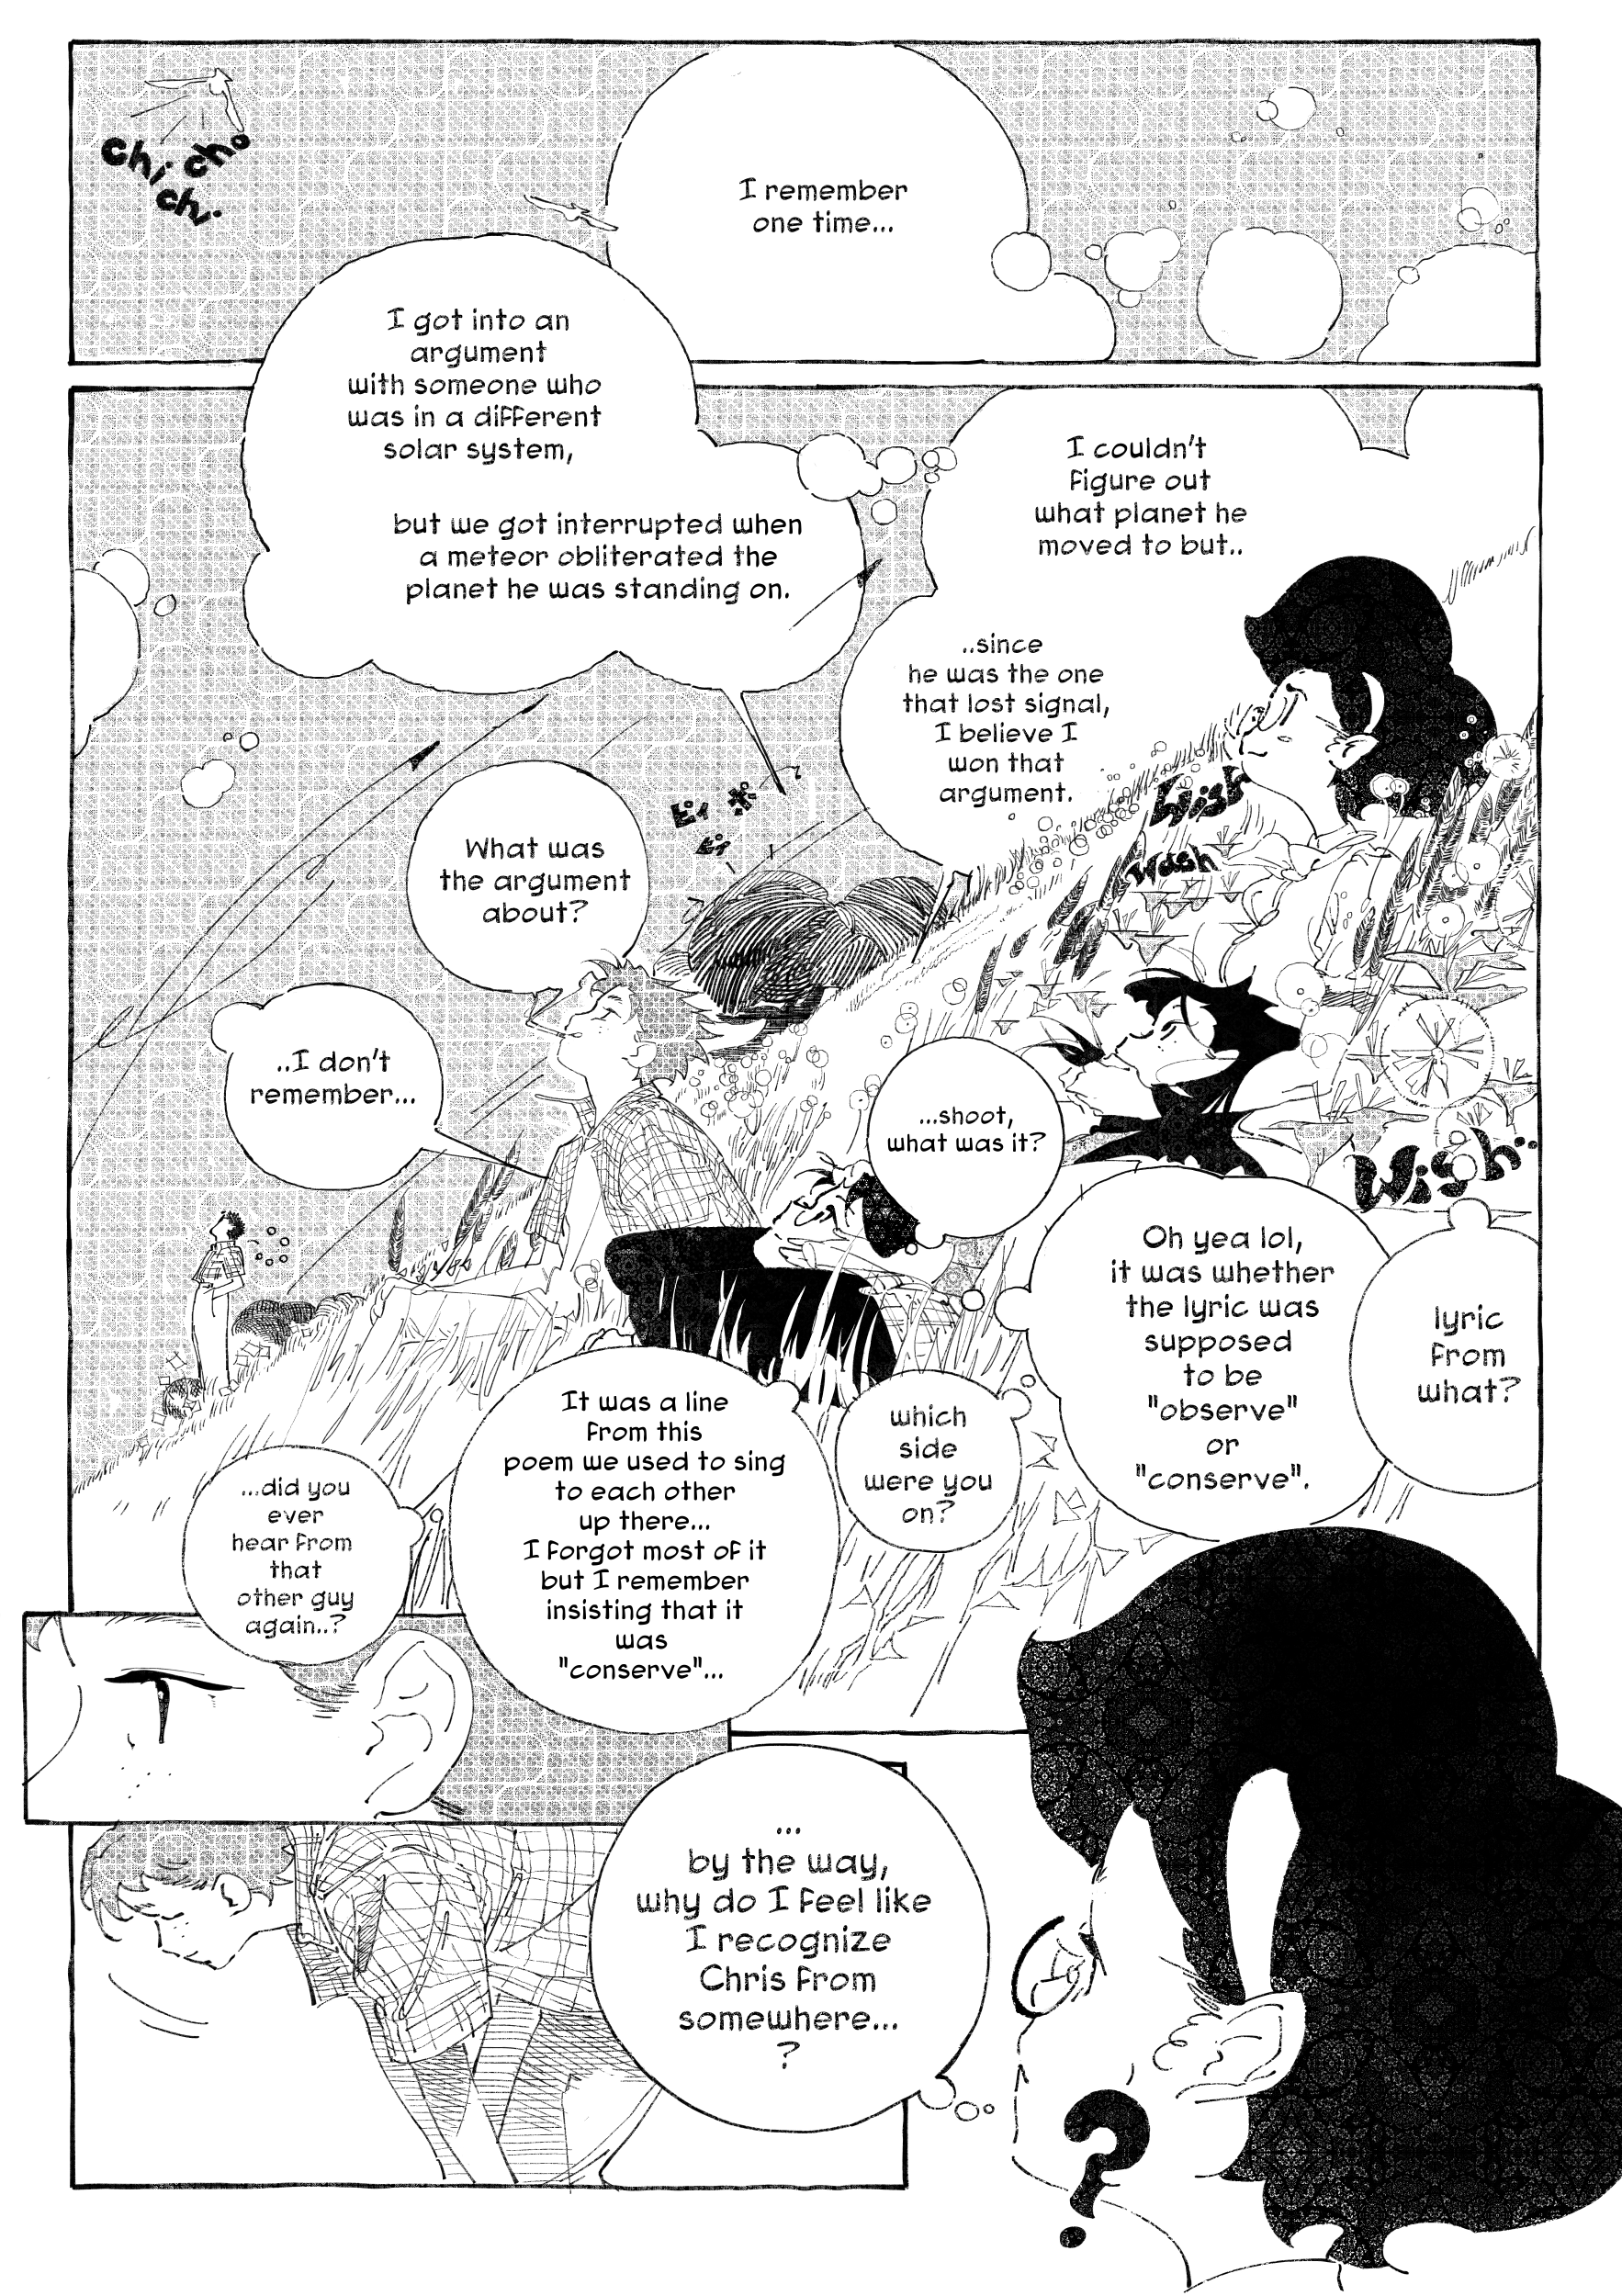 chi cho
chi
I remember
one time...
I got into an
argument
with someone who
was in a different
solar system,
but we got interrupted when
a meteor obliterated the
planet he was standing on.
I couldn't
figure out
what planet he
moved to but..
..since
he was the one
that lost signal,
I believe I
won that
argument.
Wish
Wash
What was
the argument
about?
..I don't
remember...
...shoot,
what was it?
Wish..
Oh yea lol,
it was whether
the lyric was
supposed
to be
"observe"
or
"conserve".
lyric
from
what?
It was a line
from this
poem we used to sing
to each other
up there...
I forgot most of it
but I remember
insisting that it
was
"conserve"...
which
side
were you
on?
...did you
ever
hear from
that
other guy
again..?
...
by the way,
why do I feel like
I recognize
Chris from
somewhere...
?
?